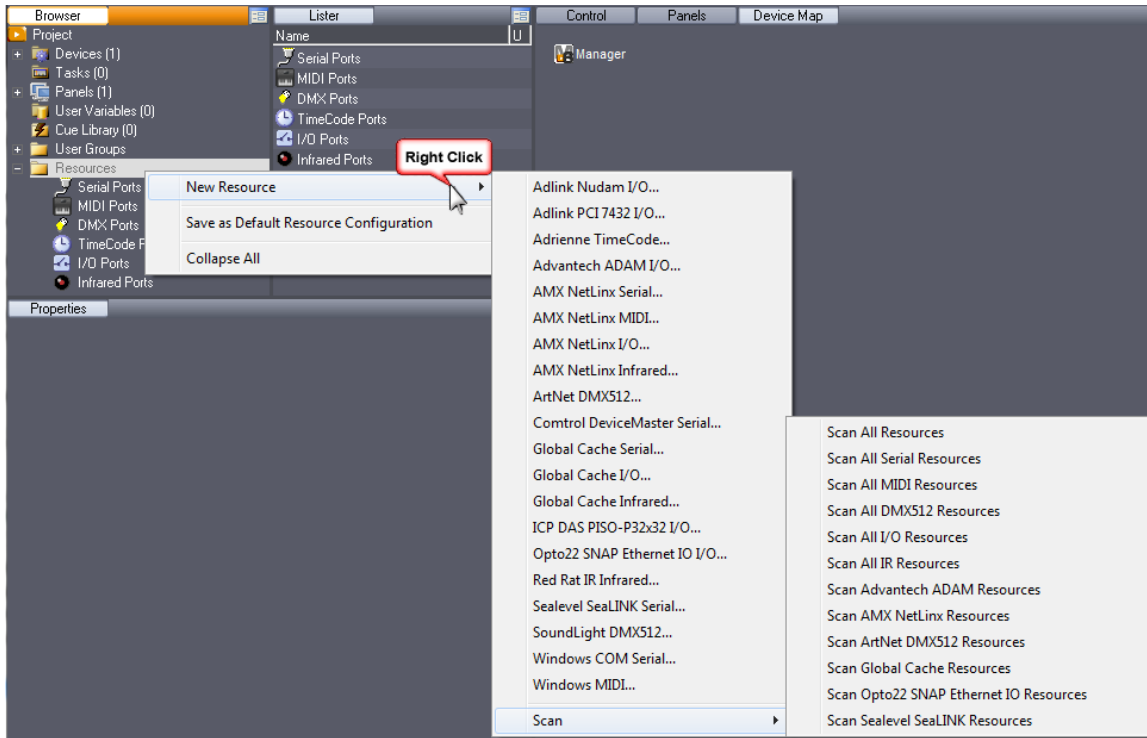 Browser
Project
Devices (1)
Tasks (0)
Panels (1)
User Variables (0)
Cue Library (0)
User Groups
Resources
Serial Ports
MIDI Ports
DMX Ports
TimeCode P
I/O Ports
Infrared Ports
Properties
Lister
Name U
Serial Ports
MIDI Ports
DMX Ports
TimeCode Ports
I/O Ports
Infrared Ports
Control Panels Device Map
Manager
Right Click
New Resource
Save as Default Resource Configuration
Collapse All
Adlink Nudam I/O...
Adlink PCI 7432 I/O...
Adrienne TimeCode...
Advantech ADAM I/O...
AMX NetLinx Serial...
AMX NetLinx MIDI...
AMX NetLinx I/O...
AMX NetLinx Infrared...
ArtNet DMX512...
Comtrol DeviceMaster Serial...
Global Cache Serial...
Global Cache I/O...
Global Cache Infrared...
ICP DAS PISO-P32x32 I/O...
Opto22 SNAP Ethernet IO I/O...
Red Rat IR Infrared...
Sealevel SeaLINK Serial...
SoundLight DMX512...
Windows COM Serial...
Windows MIDI...
Scan
Scan All Resources
Scan All Serial Resources
Scan All MIDI Resources
Scan All DMX512 Resources
Scan All I/O Resources
Scan All IR Resources
Scan Advantech ADAM Resources
Scan AMX NetLinx Resources
Scan ArtNet DMX512 Resources
Scan Global Cache Resources
Scan Opto22 SNAP Ethernet IO Resources
Scan Sealevel SeaLINK Resources